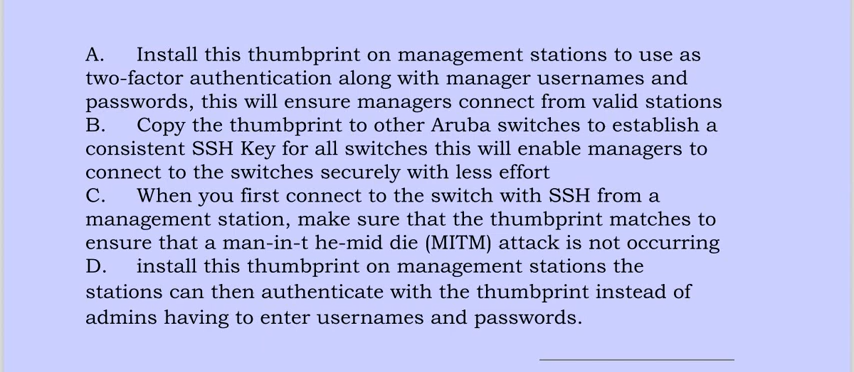 A. Install this thumbprint on management stations to use as
two-factor authentication along with manager usernames and
passwords, this will ensure managers connect from valid stations
B. Copy the thumbprint to other Aruba switches to establish a
consistent SSH Key for all switches this will enable managers to
connect to the switches securely with less effort
C. When you first connect to the switch with SSH from a
management station, make sure that the thumbprint matches to
ensure that a man-in-t he-mid die (MITM) attack is not occurring
D. install this thumbprint on management stations the
stations can then authenticate with the thumbprint instead of
admins having to enter usernames and passwords.